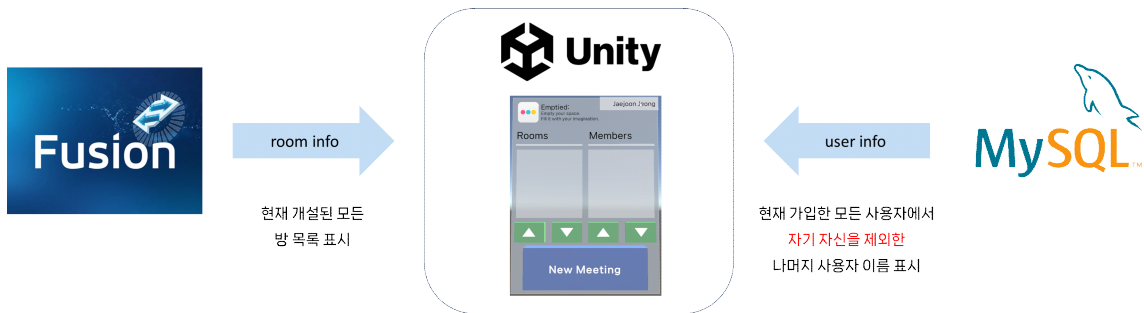 Fusion
room info
현재 개설된 모든
방 목록 표시
Unity
Emptied:
Empty your space.
Fill it with your imagination.
Jaejoon Jhong
Rooms
Members
New Meeting
user info
현재 가입한 모든 사용자에서
자기 자신을 제외한
나머지 사용자 이름 표시
MySQL
TM